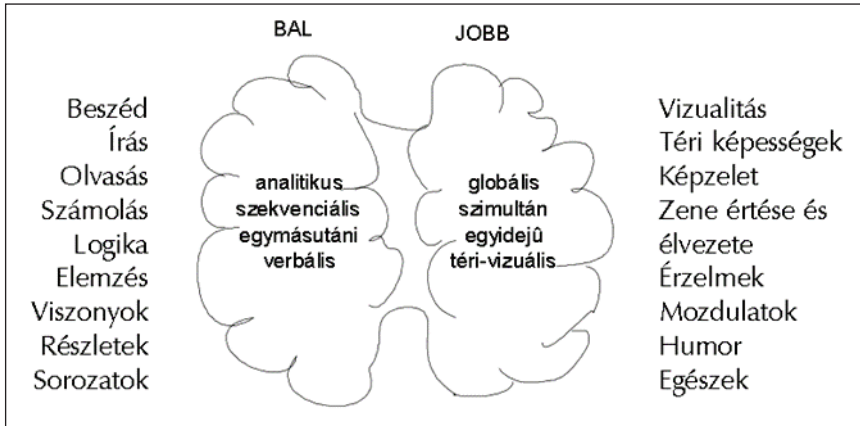 BAL
JOBB
Beszéd
Írás
Olvasás
Számolás
Logika
Elemzés
Viszonyok
Részletek
Sorozatok
analitikus
szekvenciális
egymásutáni
verbális
globális
szimultán
egyidejû
téri-vizuális
Vizualitás
Téri képességek
Képzelet
Zene értése és
élvezete
Érzelmek
Mozdulatok
Humor
Egészek